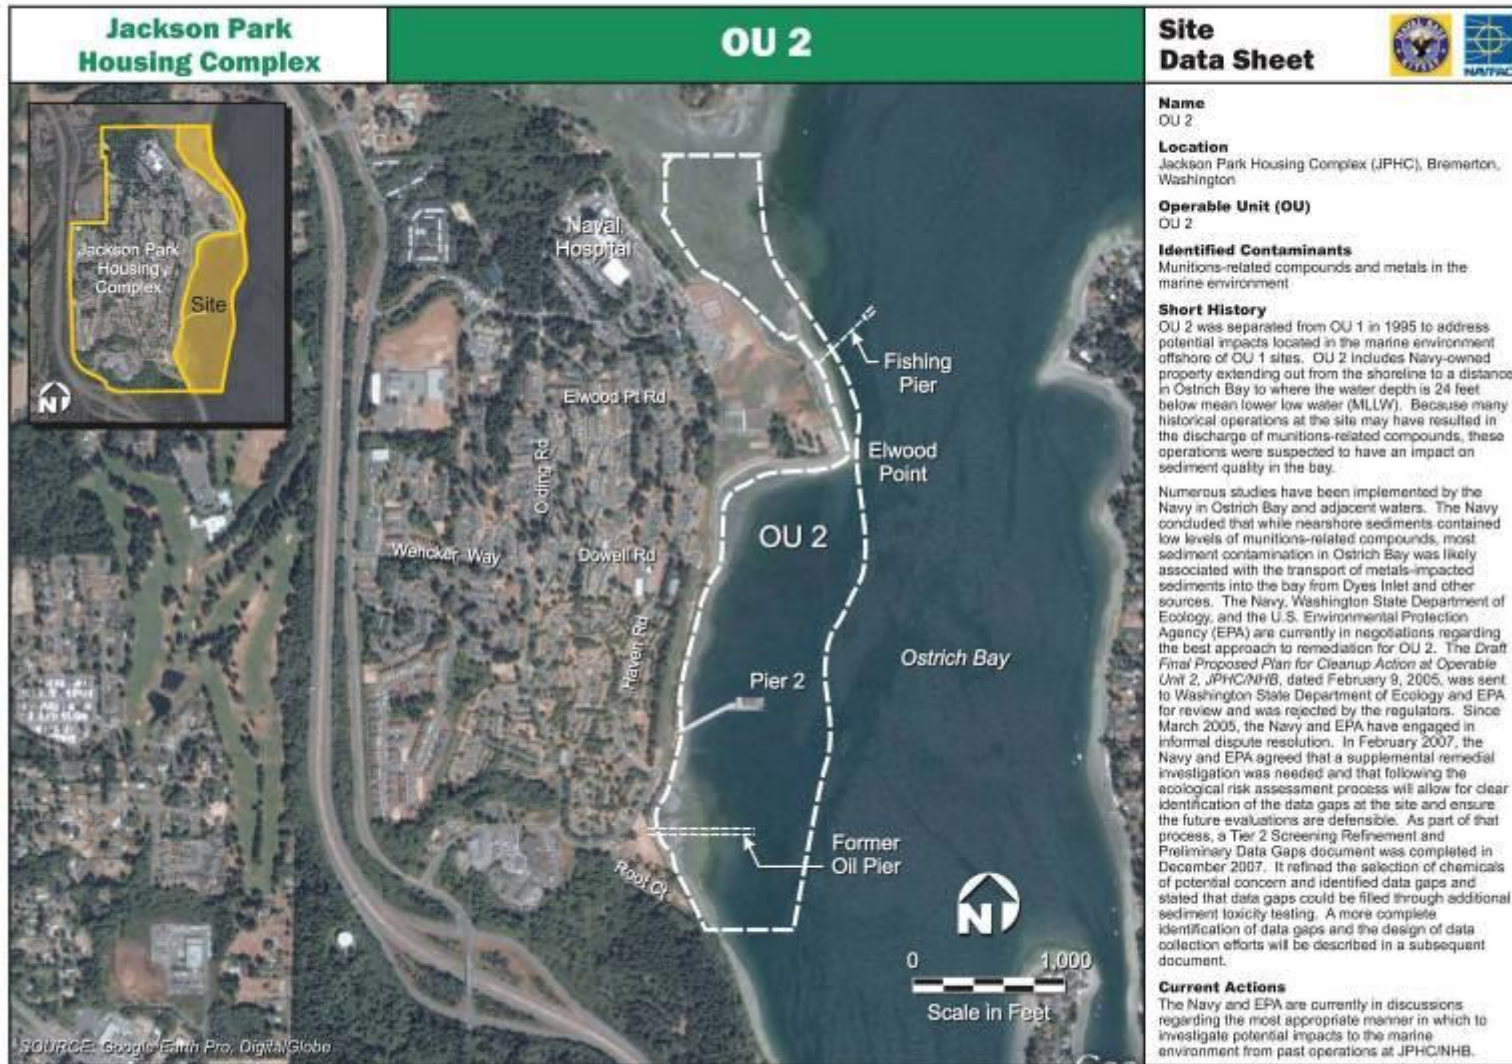 Jackson Park
Housing Complex
OU 2
Site
Data Sheet
NAVFAC
Jackson Park
Housing
Complex
Site
N
Naval
Hospital
Fishing
Pier
Elwood Pt Rd
Olding Rd
Elwood
Point
OU 2
Wencker Way
Dowell Rd
Haven Rd
Ostrich Bay
Pier 2
Former
Oil Pier
Root Ct
N
0 1,000
Scale in Feet
SOURCE: Google Earth Pro, DigitalGlobe
Name
OU 2
Location
Jackson Park Housing Complex (JPHC), Bremerton,
Washington
Operable Unit (OU)
OU 2
Identified Contaminants
Munitions-related compounds and metals in the
marine environment
Short History
OU 2 was separated from OU 1 in 1995 to address
potential impacts located in the marine environment
offshore of OU 1 sites. OU 2 includes Navy-owned
property extending out from the shoreline to a distance
in Ostrich Bay to where the water depth is 24 feet
below mean lower low water (MLLW). Because many
historical operations at the site may have resulted in
the discharge of munitions-related compounds, these
operations were suspected to have an impact on
sediment quality in the bay.
Numerous studies have been implemented by the
Navy in Ostrich Bay and adjacent waters. The Navy
concluded that while nearshore sediments contained
low levels of munitions-related compounds, most
sediment contamination in Ostrich Bay was likely
associated with the transport of metals-impacted
sediments into the bay from Dyes Inlet and other
sources. The Navy, Washington State Department of
Ecology, and the U.S. Environmental Protection
Agency (EPA) are currently in negotiations regarding
the best approach to remediation for OU 2. The Draft
Final Proposed Plan for Cleanup Action at Operable
Unit 2, JPHC/NHB, dated February 9, 2005, was sent
to Washington State Department of Ecology and EPA
for review and was rejected by the regulators. Since
March 2005, the Navy and EPA have engaged in
informal dispute resolution. In February 2007, the
Navy and EPA agreed that a supplemental remedial
investigation was needed and that following the
ecological risk assessment process will allow for clear
identification of the data gaps at the site and ensure
the future evaluations are defensible. As part of that
process, a Tier 2 Screening Refinement and
Preliminary Data Gaps document was completed in
December 2007. It refined the selection of chemicals
of potential concern and identified data gaps and
stated that data gaps could be filled through additional
sediment toxicity testing. A more complete
identification of data gaps and the design of data
collection efforts will be described in a subsequent
document.
Current Actions
The Navy and EPA are currently in discussions
regarding the most appropriate manner in which to
investigate potential impacts to the marine
environment from past operations at JPHC/NHB.